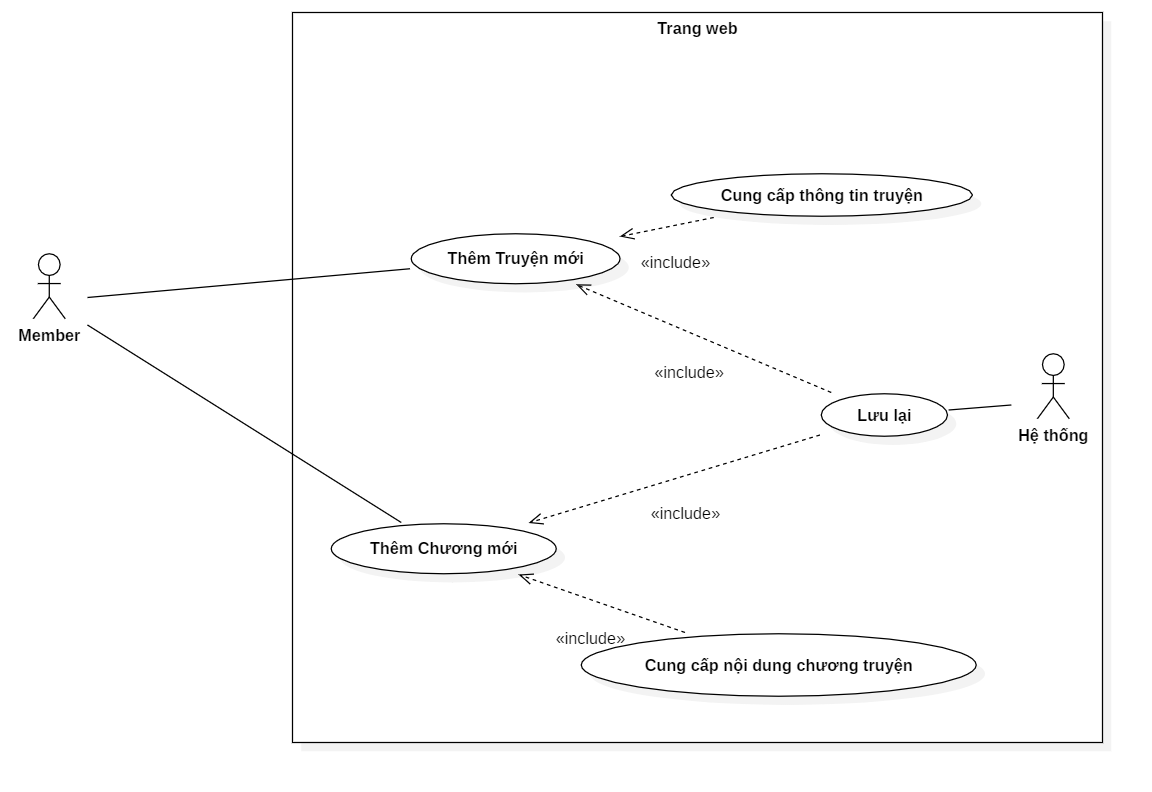 Trang web
Cung cấp thông tin truyện
Thêm Truyện mới
«include»
Member
«include»
Lưu lại
Hệ thống
«include»
Thêm Chương mới
«include»
Cung cấp nội dung chương truyện